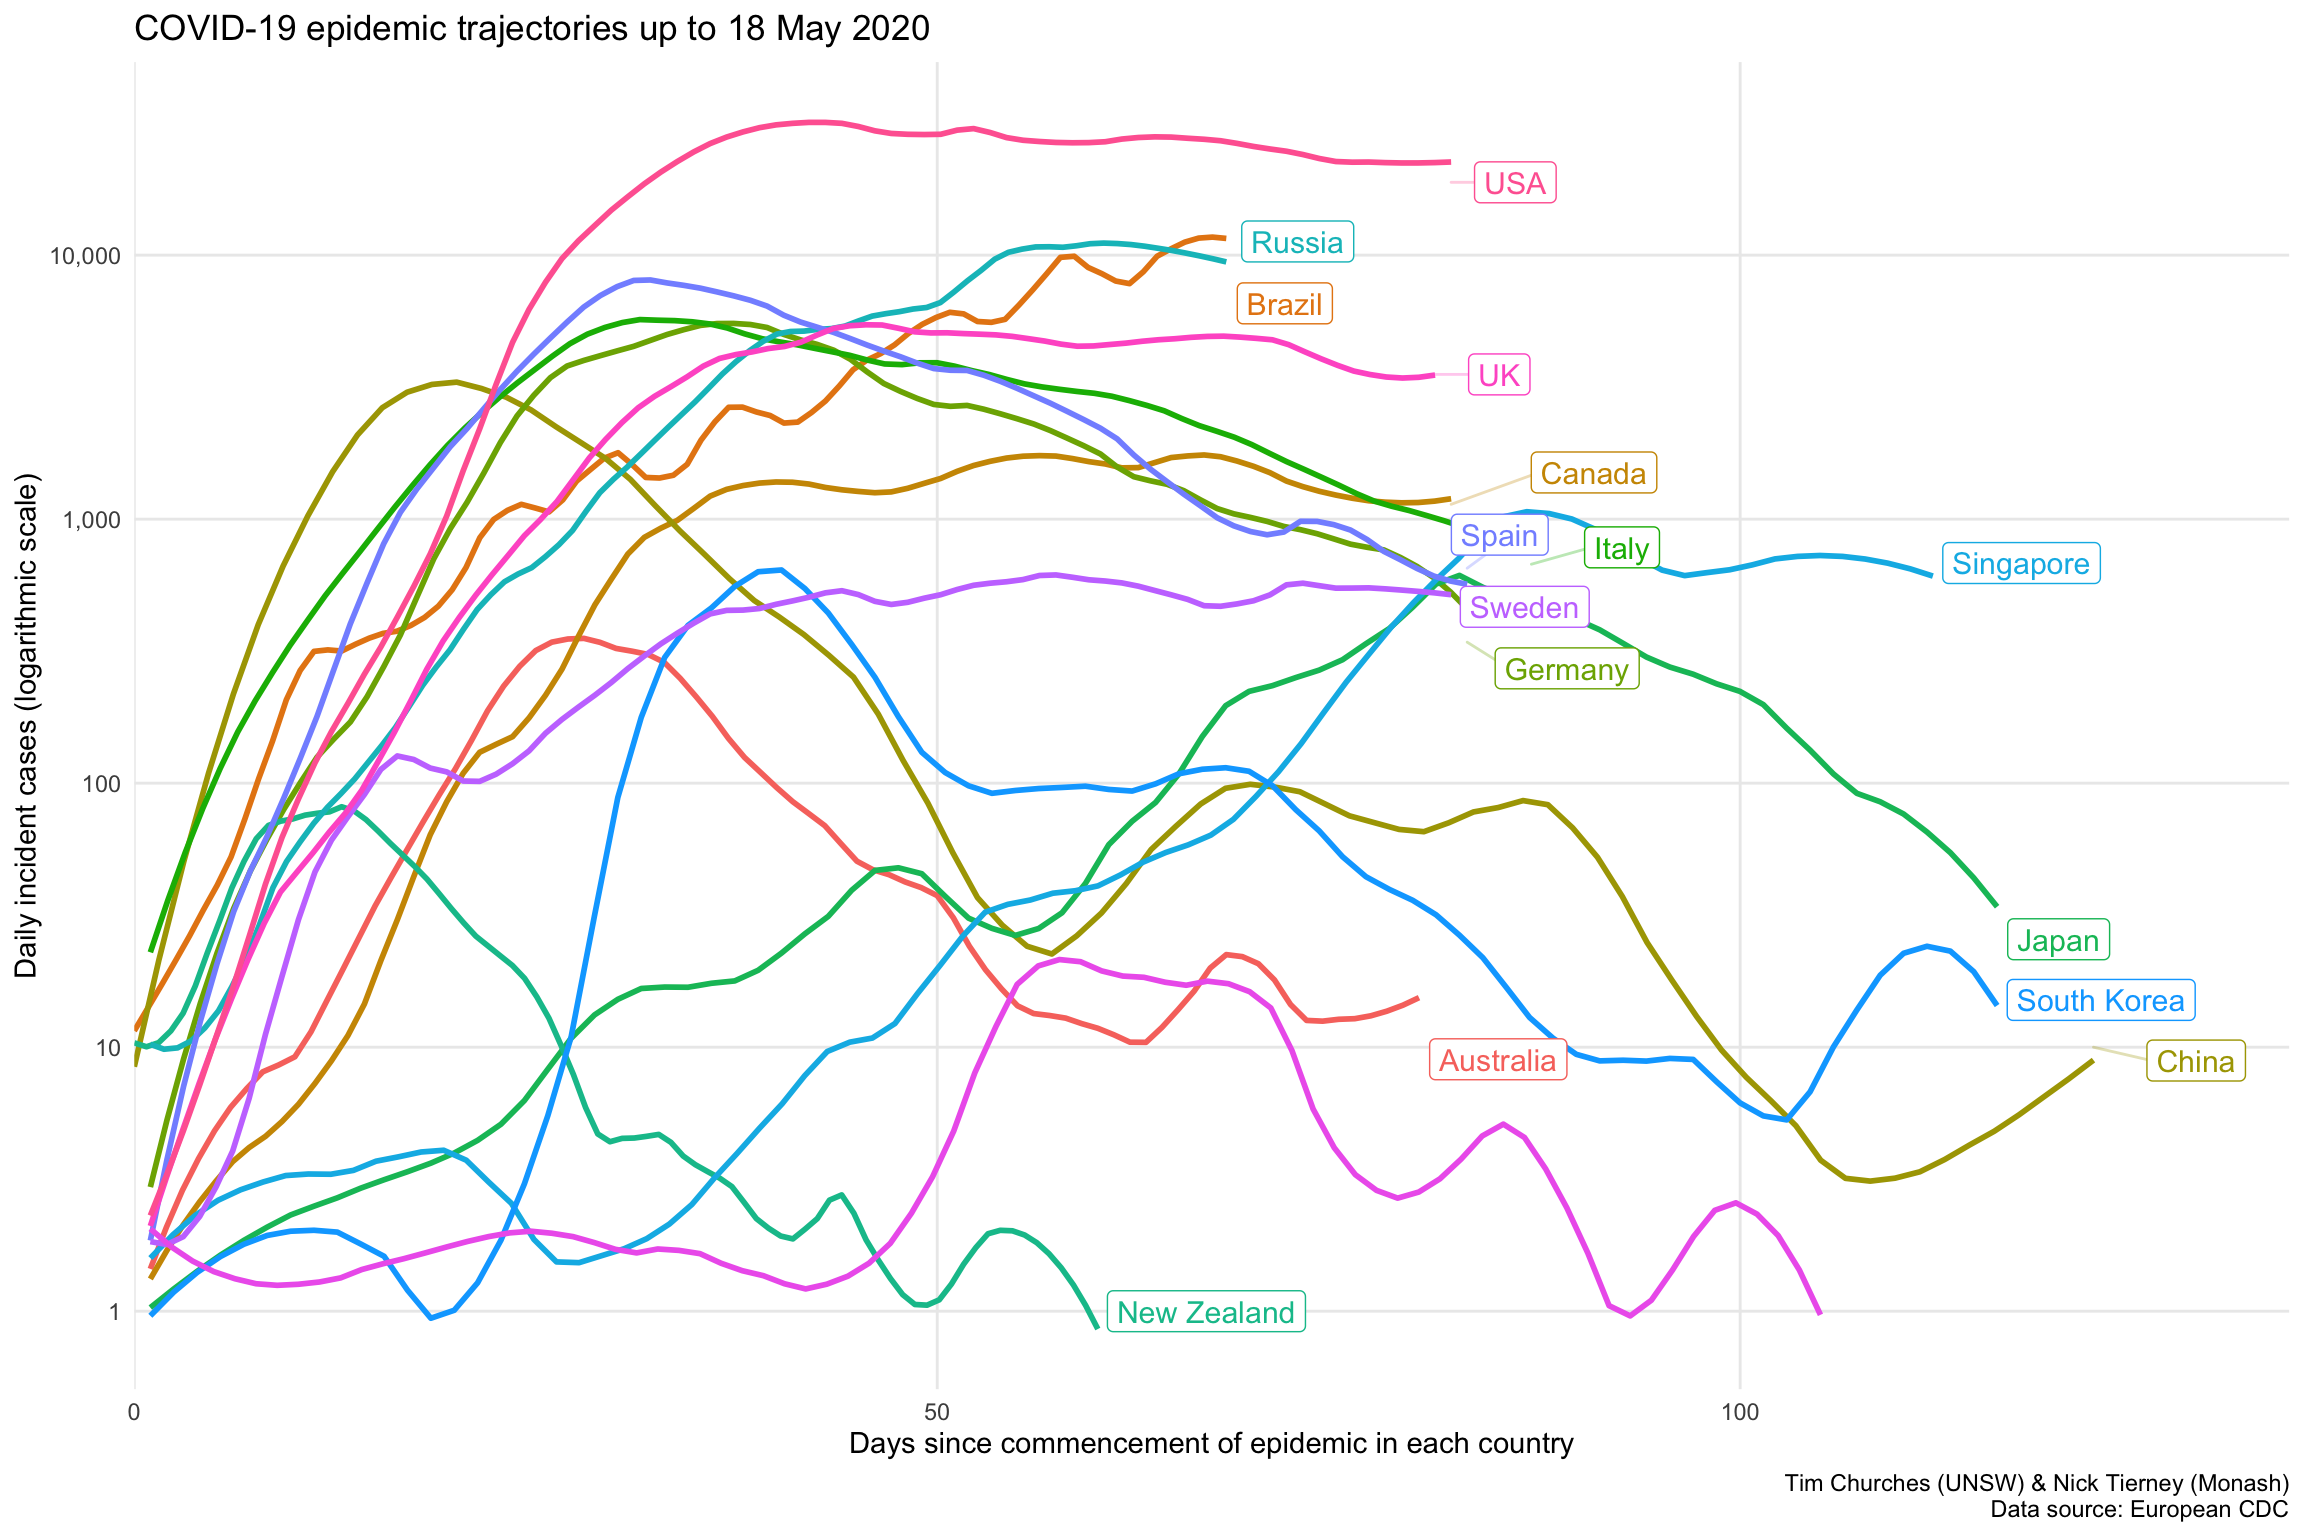 COVID-19 epidemic trajectories up to 18 May 2020
USA
10,000
Russia
Brazil
UK
Canada
1,000
Spain
Italy
Singapore
Sweden
Germany
Daily incident cases (logarithmic scale)
100
Japan
South Korea
10
Australia
China
1
New Zealand
0
50
100
Days since commencement of epidemic in each country
Tim Churches (UNSW) & Nick Tierney (Monash)
Data source: European CDC